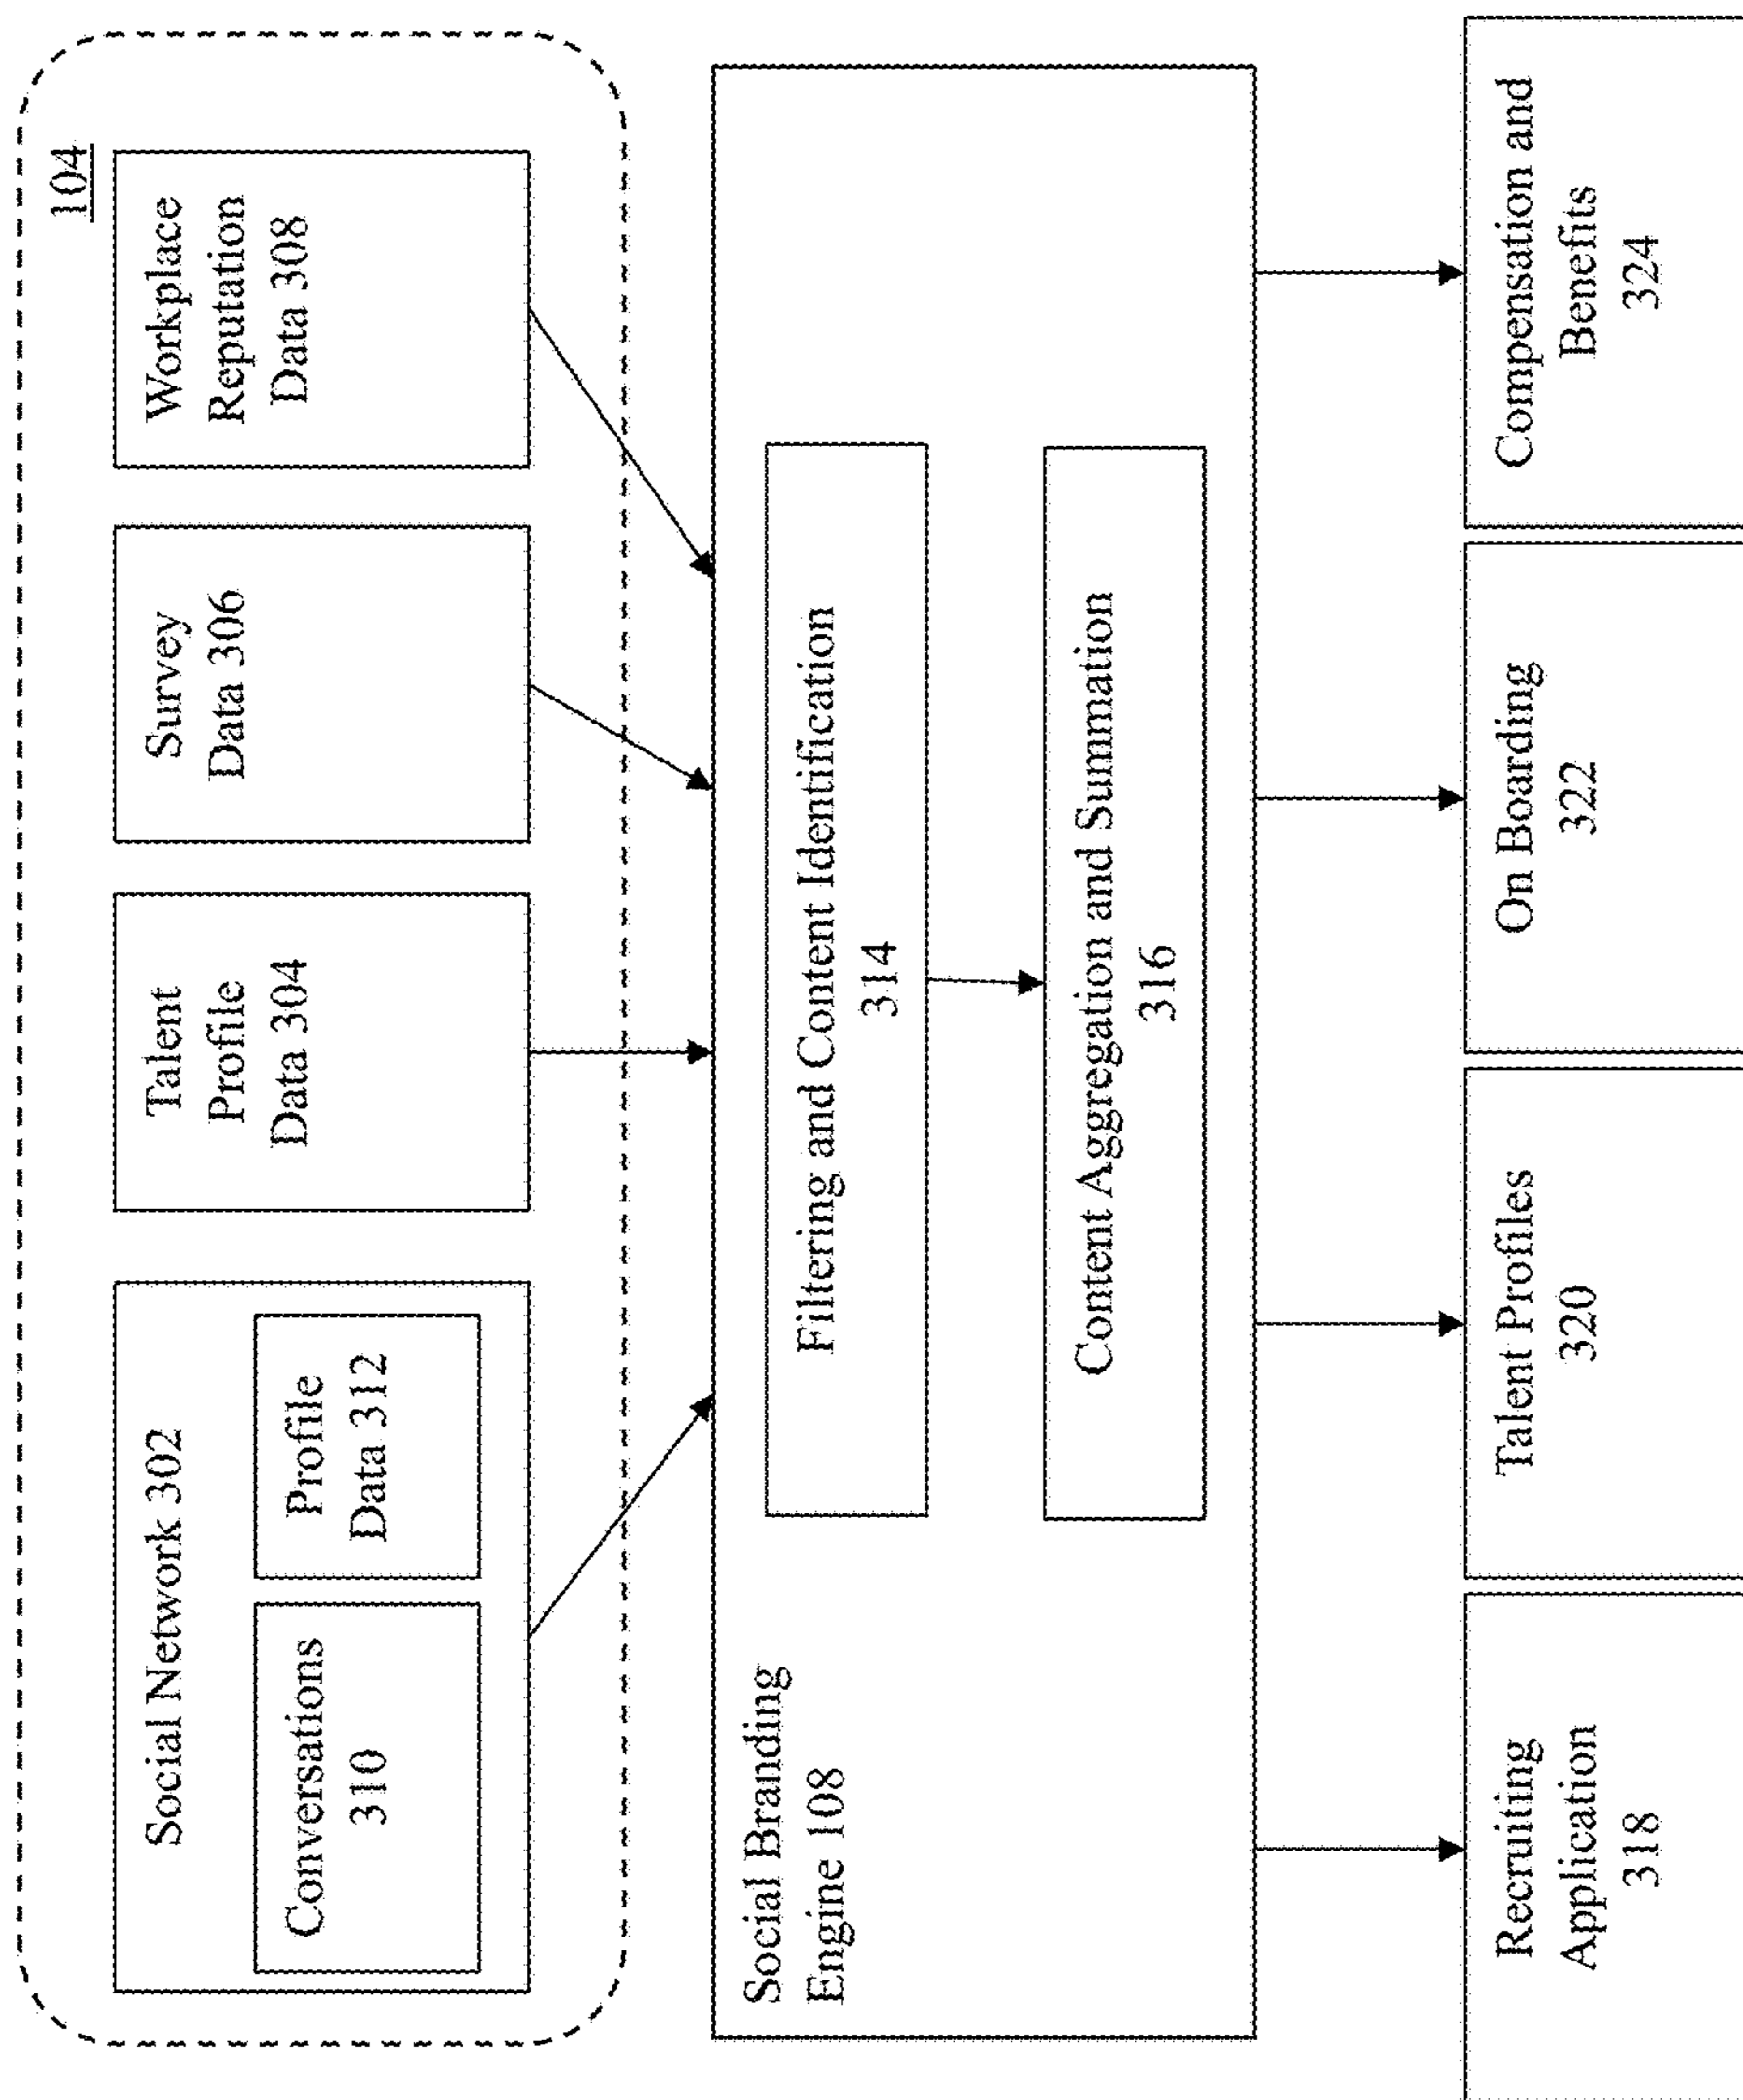 104
Social Network 302
Conversations
310
Profile
Data 312
Talent
Profile
Data 304
Survey
Data 306
Workplace
Reputation
Data 308
Social Branding
Engine 108
Filtering and Content Identification
314
Content Aggregation and Summation
316
Recruiting
Application
318
Talent Profiles
320
On Boarding
322
Compensation and
Benefits
324